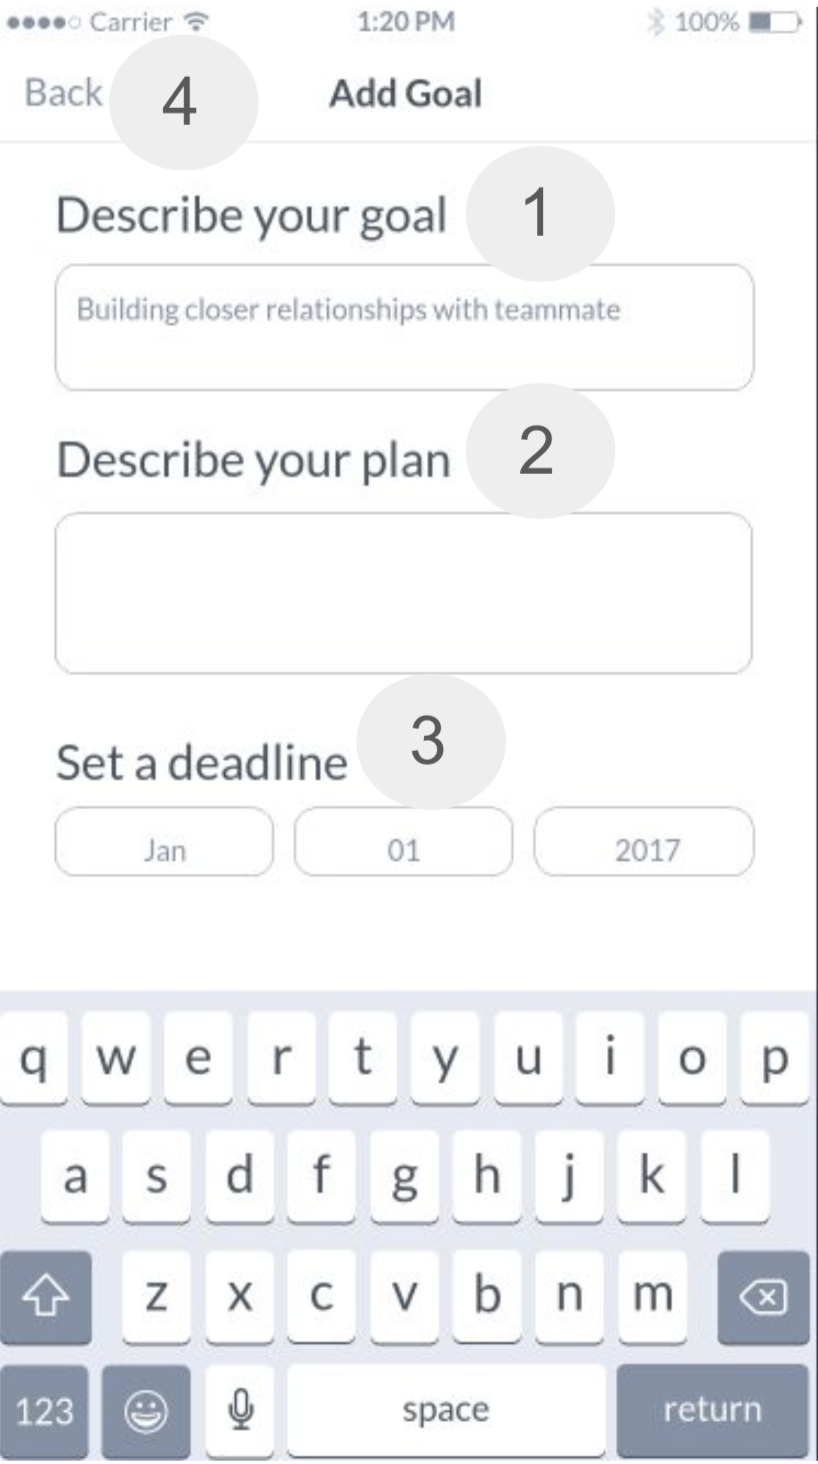 Carrier 1:20 PM 100%
Back 4 Add Goal
Describe your goal 1
Building closer relationships with teammate
Describe your plan 2
Set a deadline 3
Jan 01 2017
q w e r t y u i o p
a s d f g h j k l
z x c v b n m
123 space return